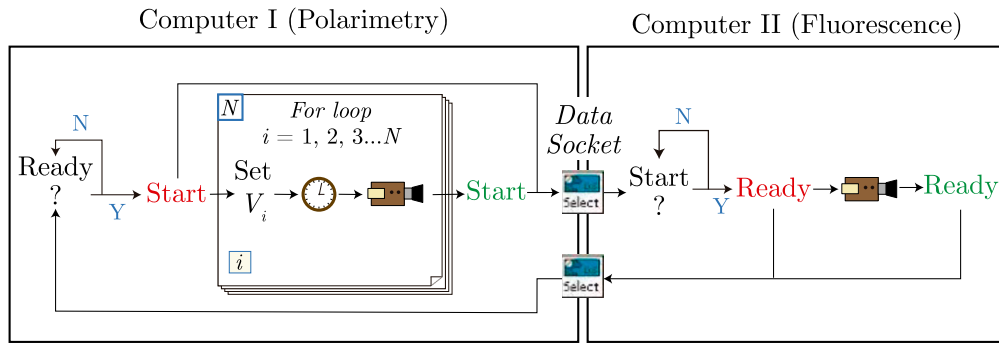 Computer I (Polarimetry)
Computer II (Fluorescence)
N
Ready
?
Y
Start
N
For loop
i = 1, 2, 3...N
Set
V_i
i
Start
Data
Socket
Select
Select
N
Start
?
Y
Ready
Ready